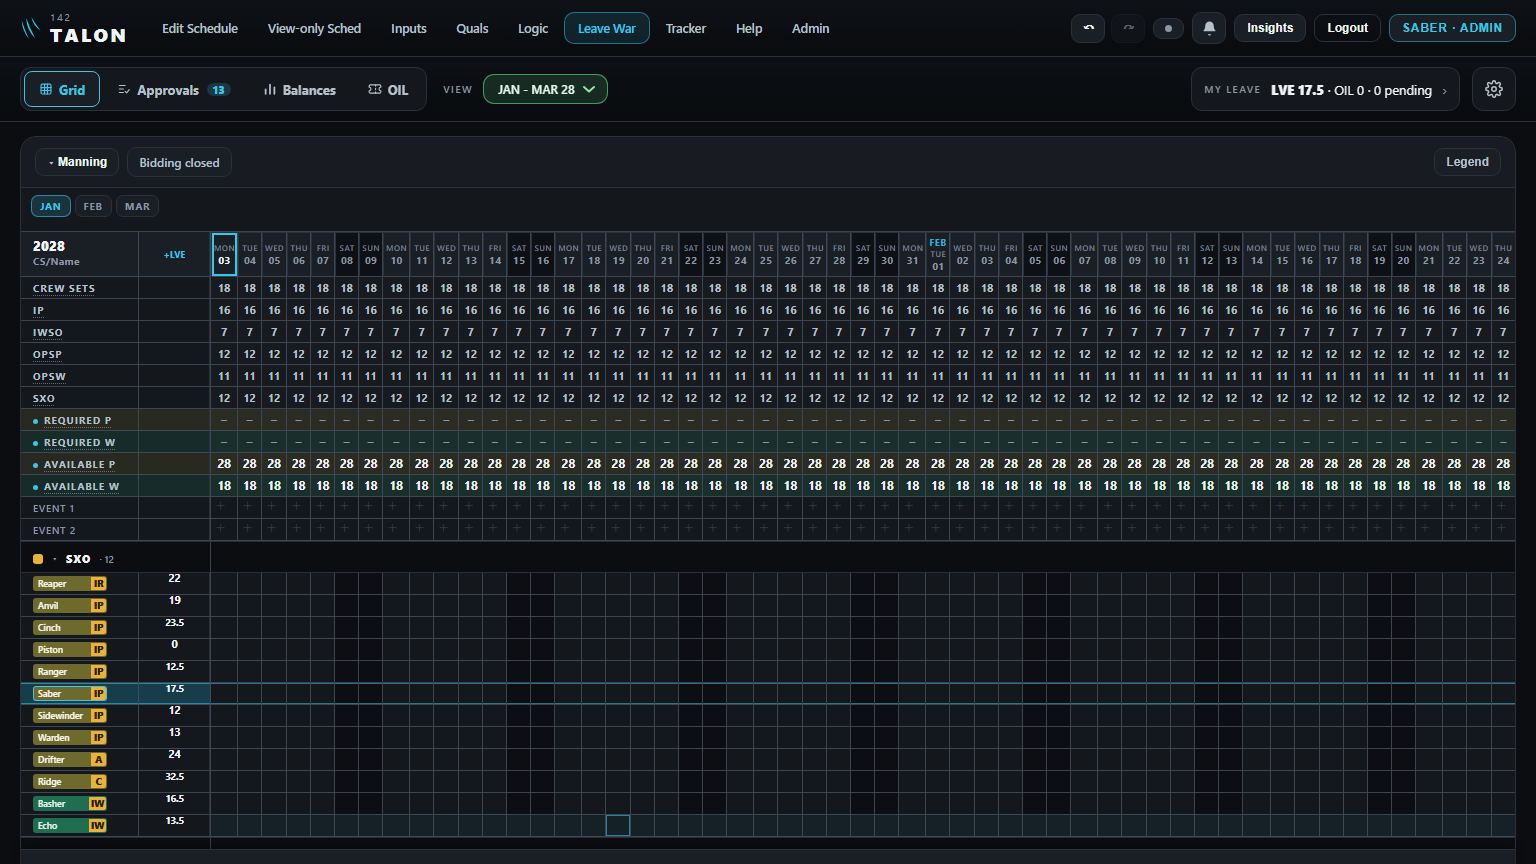 142
TALON
Edit Schedule View-only Sched Inputs Quals Logic Leave War Tracker Help Admin Insights Logout SABER · ADMIN
Grid Approvals 13 Balances OIL VIEW JAN - MAR 28 MY LEAVE LVE 17.5 · OIL 0 · 0 pending ›
Manning Bidding closed Legend
JAN FEB MAR
2028
CS/Name
+LVE
MON 03 TUE 04 WED 05 THU 06 FRI 07 SAT 08 SUN 09 MON 10 TUE 11 WED 12 THU 13 FRI 14 SAT 15 SUN 16 MON 17 TUE 18 WED 19 THU 20 FRI 21 SAT 22 SUN 23 MON 24 TUE 25 WED 26 THU 27 FRI 28 SAT 29 SUN 30 MON 31 FEB TUE 01 WED 02 THU 03 FRI 04 SAT 05 SUN 06 MON 07 TUE 08 WED 09 THU 10 FRI 11 SAT 12 SUN 13 MON 14 TUE 15 WED 16 THU 17 FRI 18 SAT 19 SUN 20 MON 21 TUE 22 WED 23 THU 24
CREW SETS 18 18 18 18 18 18 18 18 18 18 18 18 18 18 18 18 18 18 18 18 18 18 18 18 18 18 18 18 18 18 18 18 18 18 18 18 18 18 18 18 18 18 18 18 18 18 18 18 18 18 18 18 18
IP 16 16 16 16 16 16 16 16 16 16 16 16 16 16 16 16 16 16 16 16 16 16 16 16 16 16 16 16 16 16 16 16 16 16 16 16 16 16 16 16 16 16 16 16 16 16 16 16 16 16 16 16 16
IWSO 7 7 7 7 7 7 7 7 7 7 7 7 7 7 7 7 7 7 7 7 7 7 7 7 7 7 7 7 7 7 7 7 7 7 7 7 7 7 7 7 7 7 7 7 7 7 7 7 7 7 7 7 7
OPSP 12 12 12 12 12 12 12 12 12 12 12 12 12 12 12 12 12 12 12 12 12 12 12 12 12 12 12 12 12 12 12 12 12 12 12 12 12 12 12 12 12 12 12 12 12 12 12 12 12 12 12 12 12
OPSW 11 11 11 11 11 11 11 11 11 11 11 11 11 11 11 11 11 11 11 11 11 11 11 11 11 11 11 11 11 11 11 11 11 11 11 11 11 11 11 11 11 11 11 11 11 11 11 11 11 11 11 11 11
SXO 12 12 12 12 12 12 12 12 12 12 12 12 12 12 12 12 12 12 12 12 12 12 12 12 12 12 12 12 12 12 12 12 12 12 12 12 12 12 12 12 12 12 12 12 12 12 12 12 12 12 12 12 12
REQUIRED P – – – – – – – – – – – – – – – – – – – – – – – – – – – – – – – – – – – – – – – – – – – – – – – – – – – – –
REQUIRED W – – – – – – – – – – – – – – – – – – – – – – – – – – – – – – – – – – – – – – – – – – – – – – – – – – – – –
AVAILABLE P 28 28 28 28 28 28 28 28 28 28 28 28 28 28 28 28 28 28 28 28 28 28 28 28 28 28 28 28 28 28 28 28 28 28 28 28 28 28 28 28 28 28 28 28 28 28 28 28 28 28 28 28 28
AVAILABLE W 18 18 18 18 18 18 18 18 18 18 18 18 18 18 18 18 18 18 18 18 18 18 18 18 18 18 18 18 18 18 18 18 18 18 18 18 18 18 18 18 18 18 18 18 18 18 18 18 18 18 18 18 18
EVENT 1 + + + + + + + + + + + + + + + + + + + + + + + + + + + + + + + + + + + + + + + + + + + + + + + + + + + + +
EVENT 2 + + + + + + + + + + + + + + + + + + + + + + + + + + + + + + + + + + + + + + + + + + + + + + + + + + + + +
SXO · 12
Reaper IR 22
Anvil IP 19
Cinch IP 23.5
Piston IP 0
Ranger IP 12.5
Saber IP 17.5
Sidewinder IP 12
Warden IP 13
Drifter A 24
Ridge C 32.5
Basher IW 16.5
Echo IW 13.5